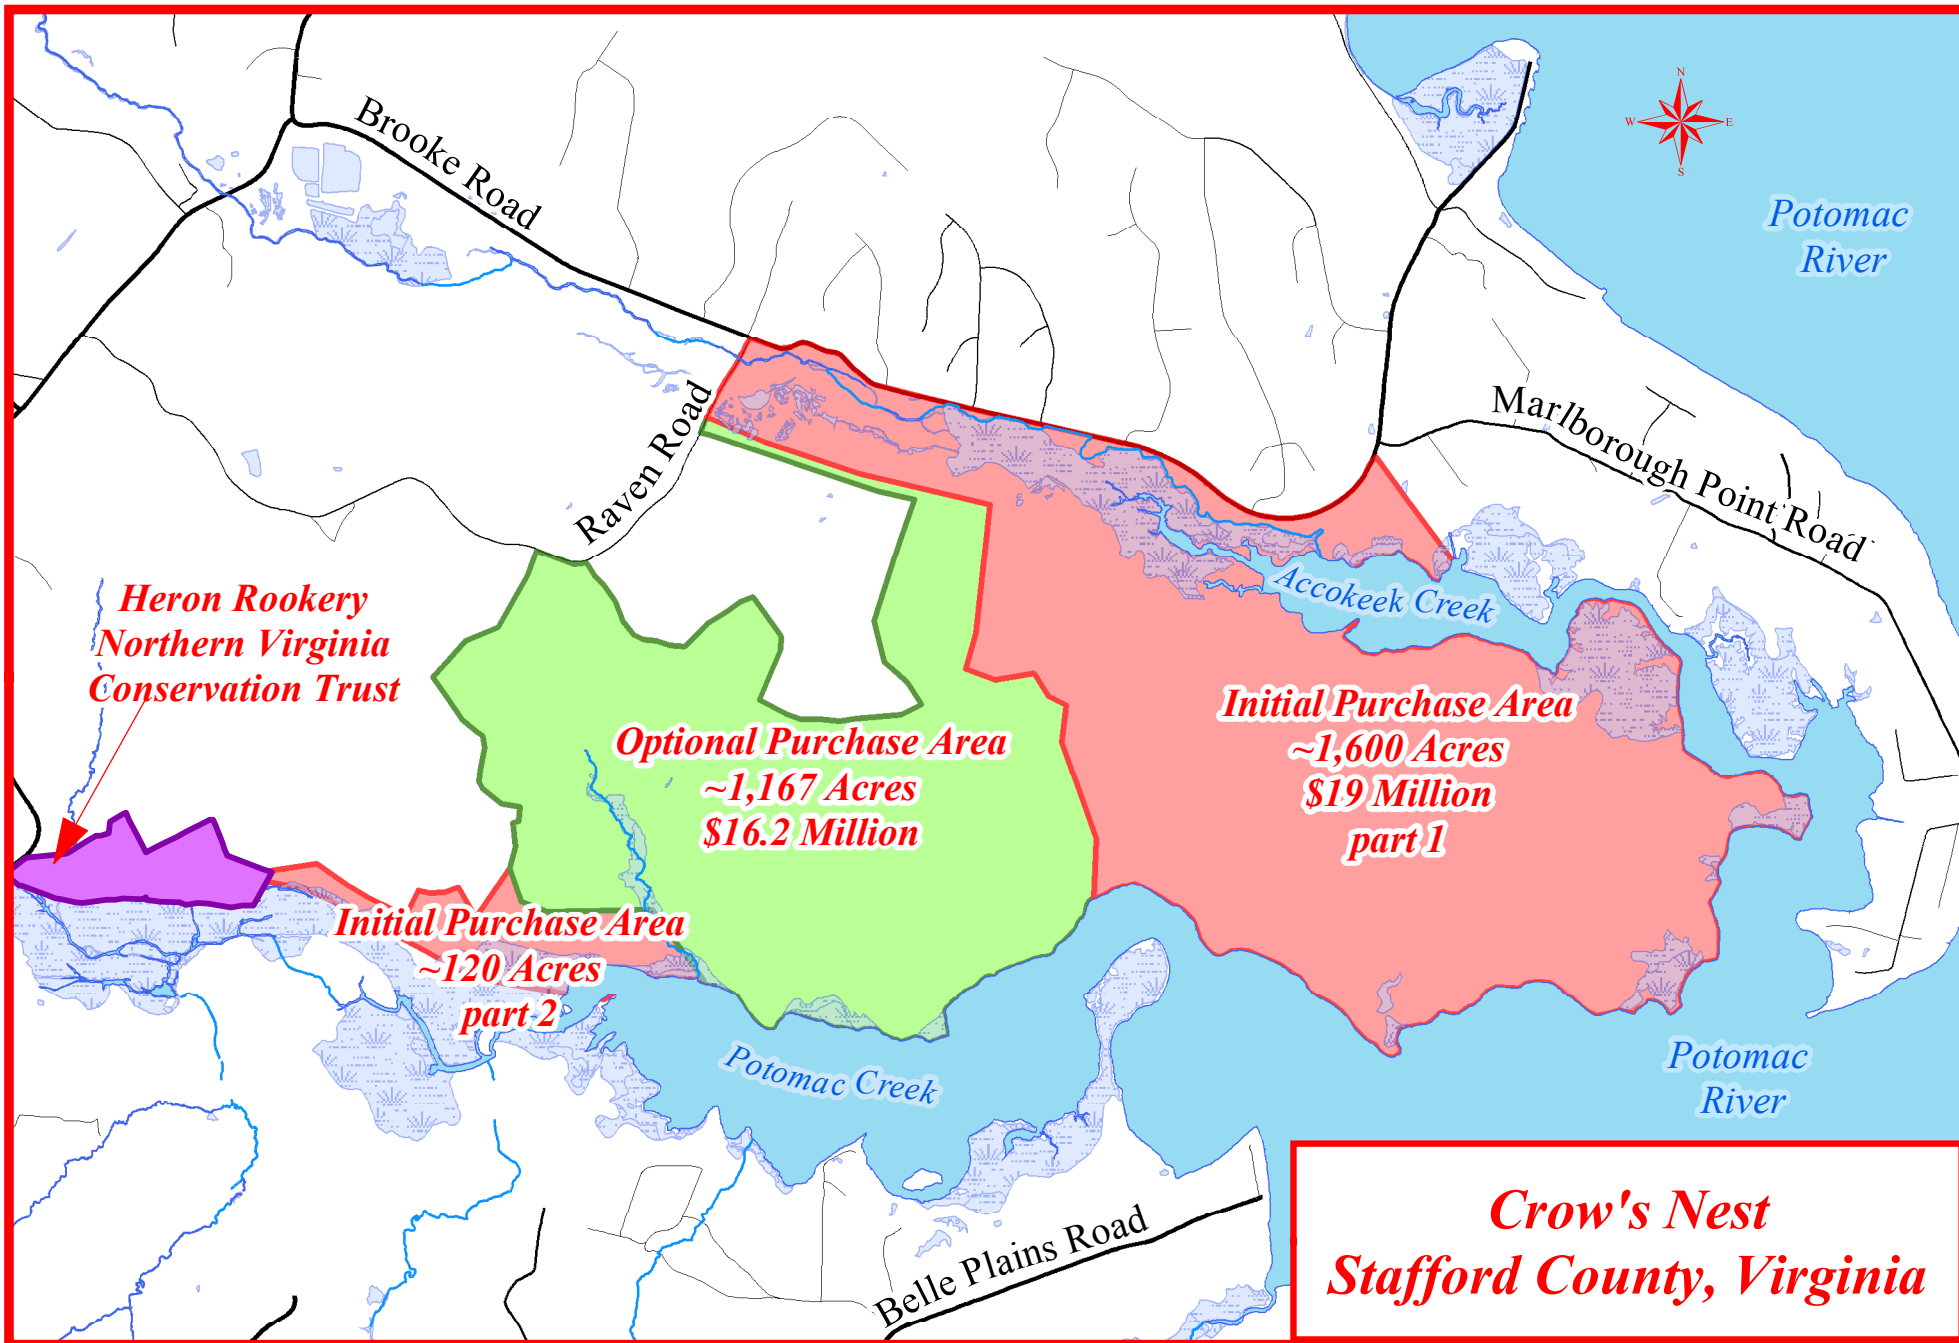 Brooke Road
N
W
E
S
Potomac
River
Raven Road
Marlborough Point Road
Accokeek Creek
Heron Rookery
Northern Virginia
Conservation Trust
Optional Purchase Area
~1,167 Acres
$16.2 Million
Initial Purchase Area
~1,600 Acres
$19 Million
part 1
Initial Purchase Area
~120 Acres
part 2
Potomac Creek
Potomac
River
Belle Plains Road
Crow's Nest
Stafford County, Virginia